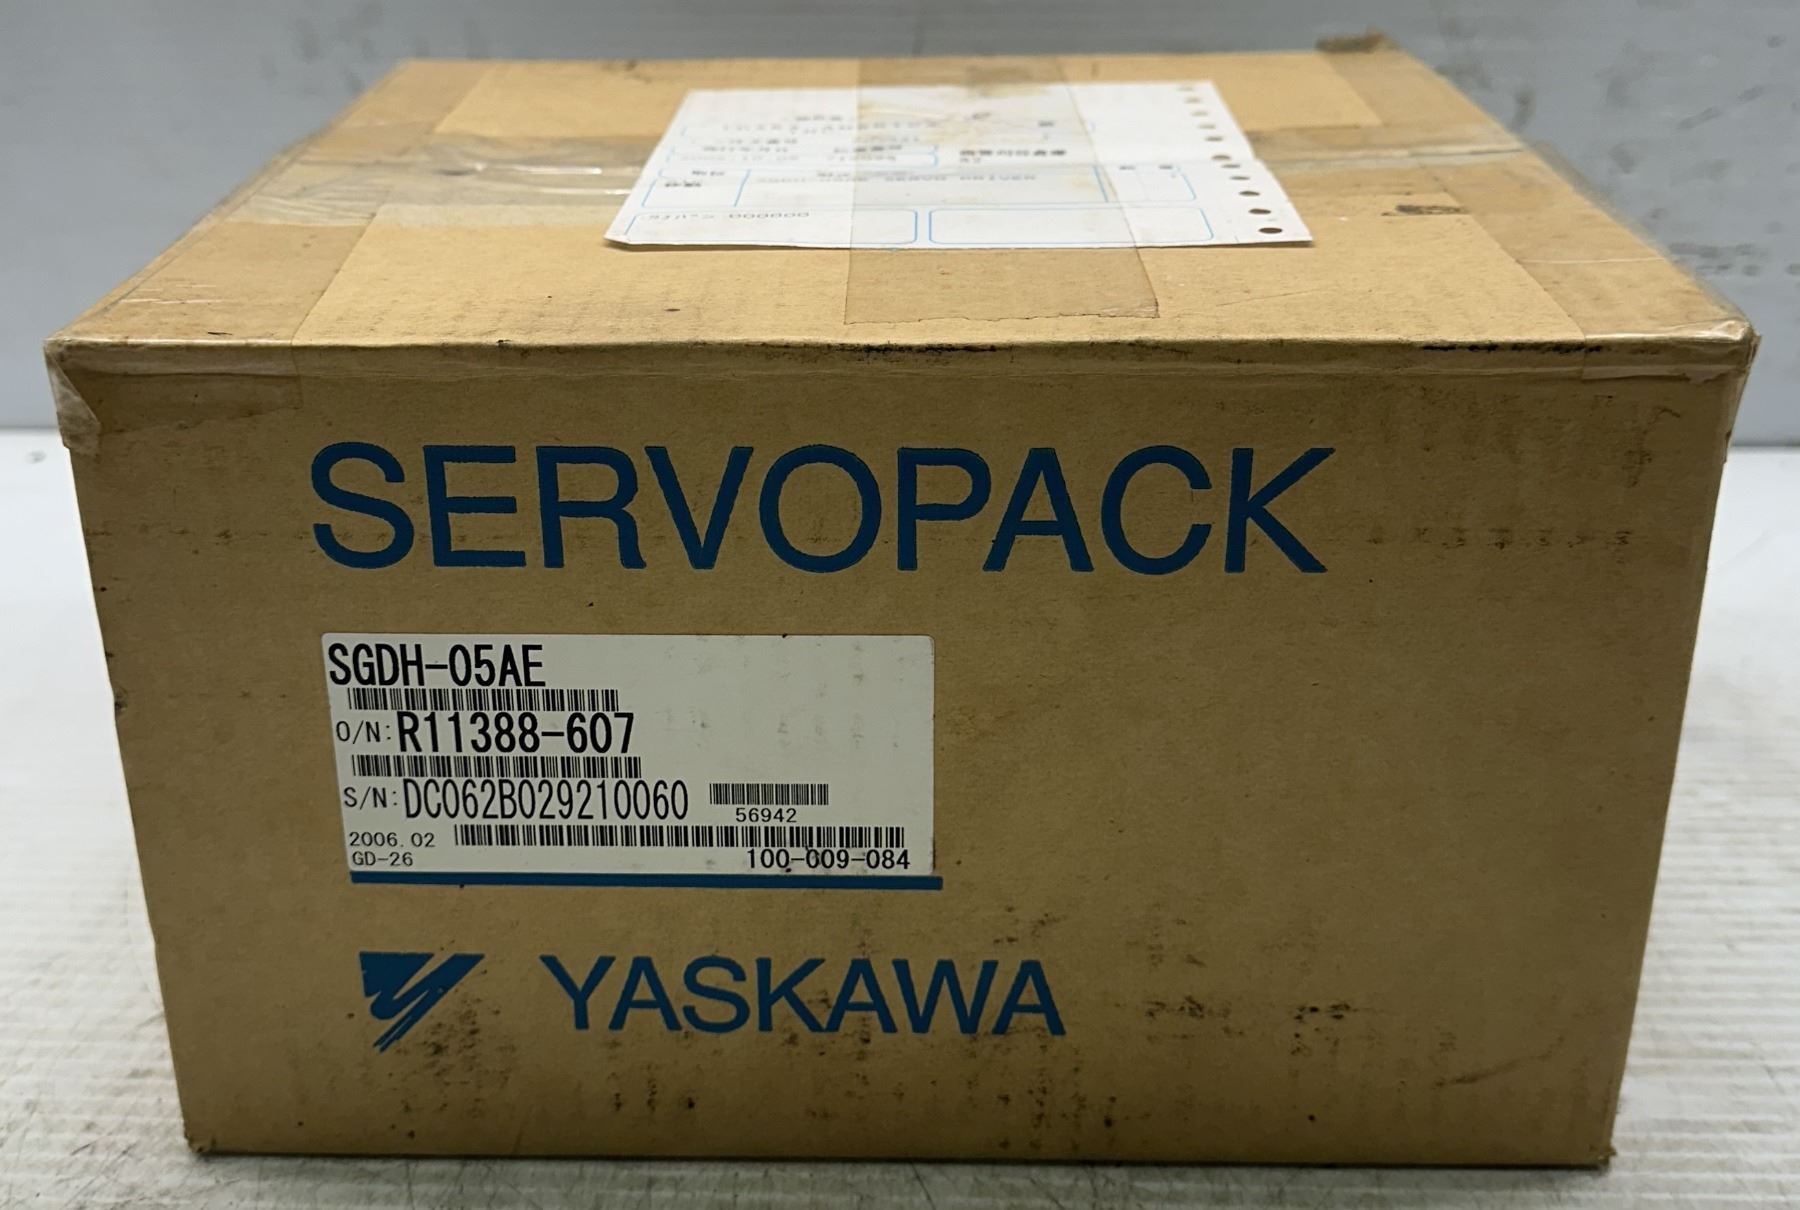 SERVOPACK
SGDH-05AE
O/N: R11388-607
S/N: DC062B029210060
56942
2006.02
GD-26
100-009-084
YASKAWA